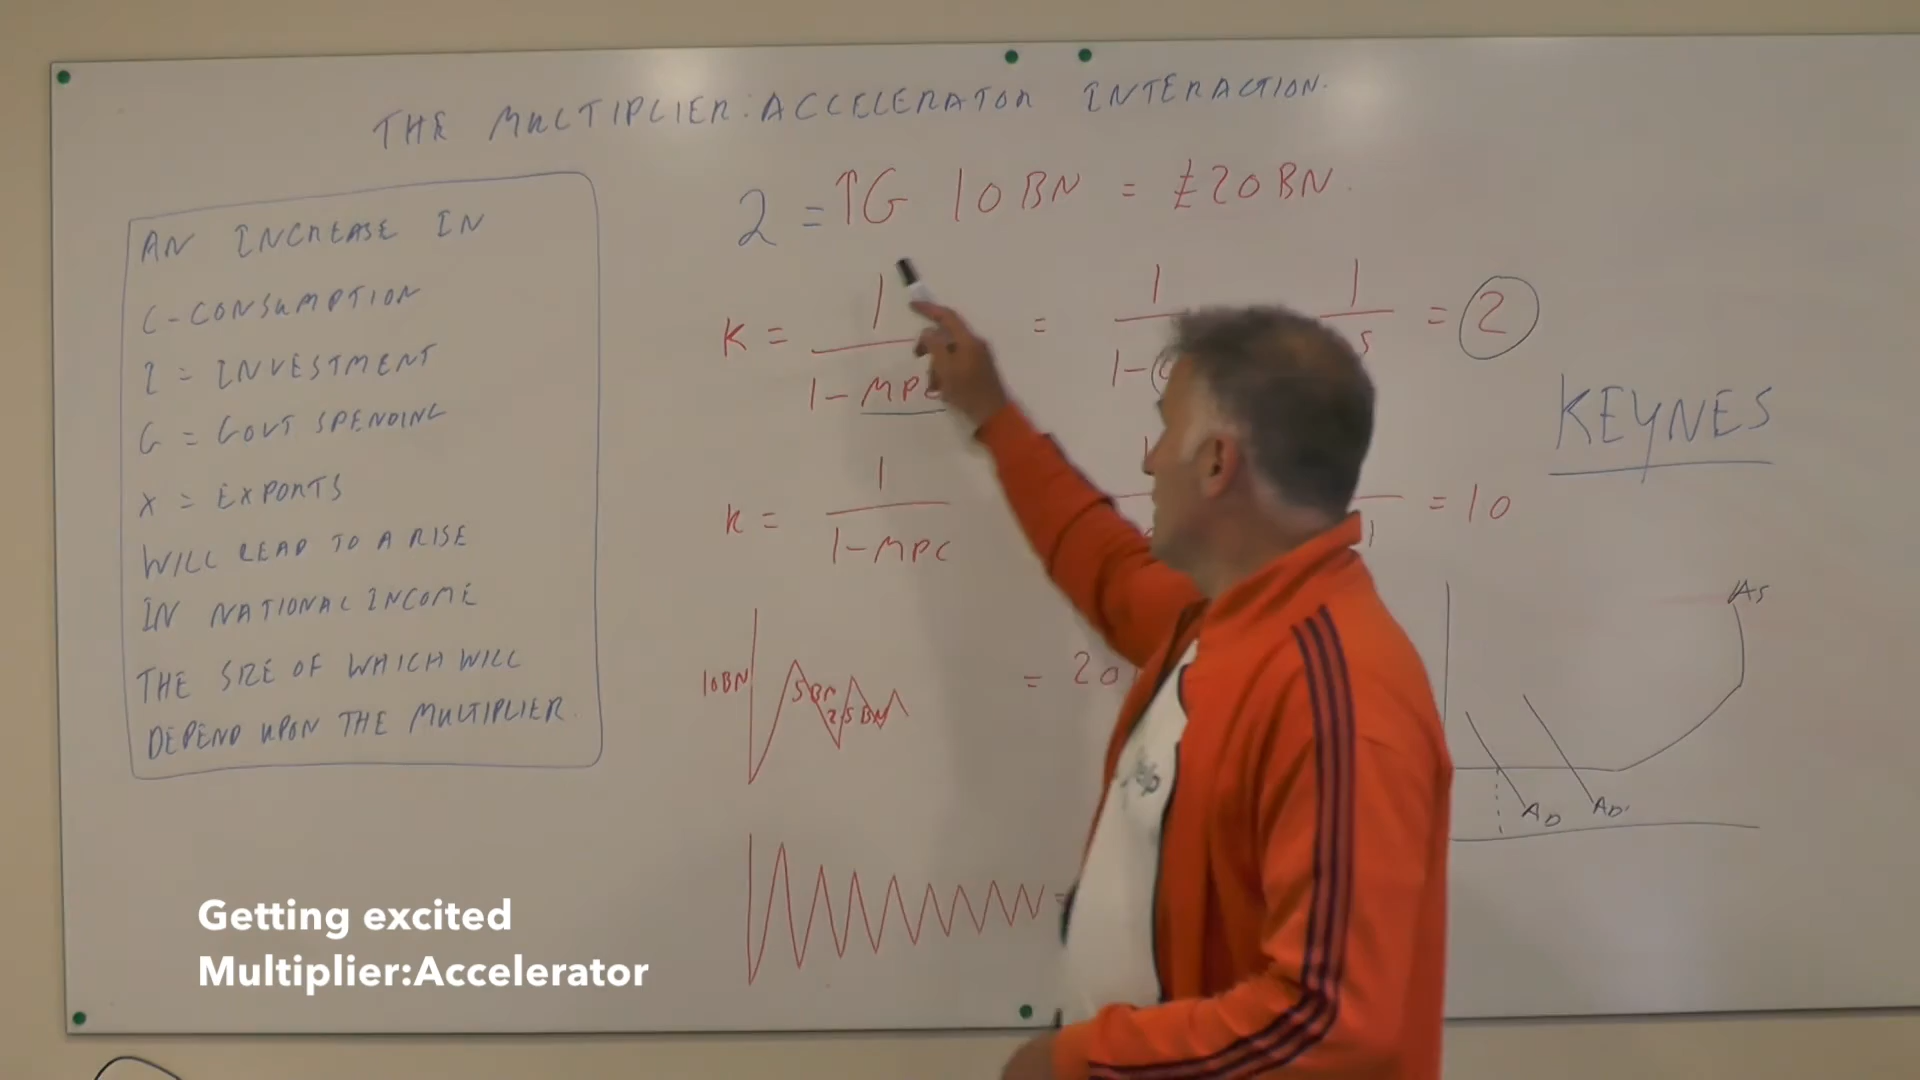 THE MULTIPLIER:ACCELERATOR INTERACTION.
AN INCREASE IN
C-CONSUMPTION
I = INVESTMENT
G = GOVT SPENDING
X = EXPORTS
WILL LEAD TO A RISE
IN NATIONAL INCOME
THE SIZE OF WHICH WILL
DEPEND UPON THE MULTIPLIER.
2 = ↑G 10 BN = £20BN.
K = 1 / 1-MPC = 1 / 1- 1 / 5 = 2
K = 1 / 1-MPC = 10
10BN 5BN 2.5BN = 20
KEYNES
AS
AD AD'
Getting excited
Multiplier:Accelerator